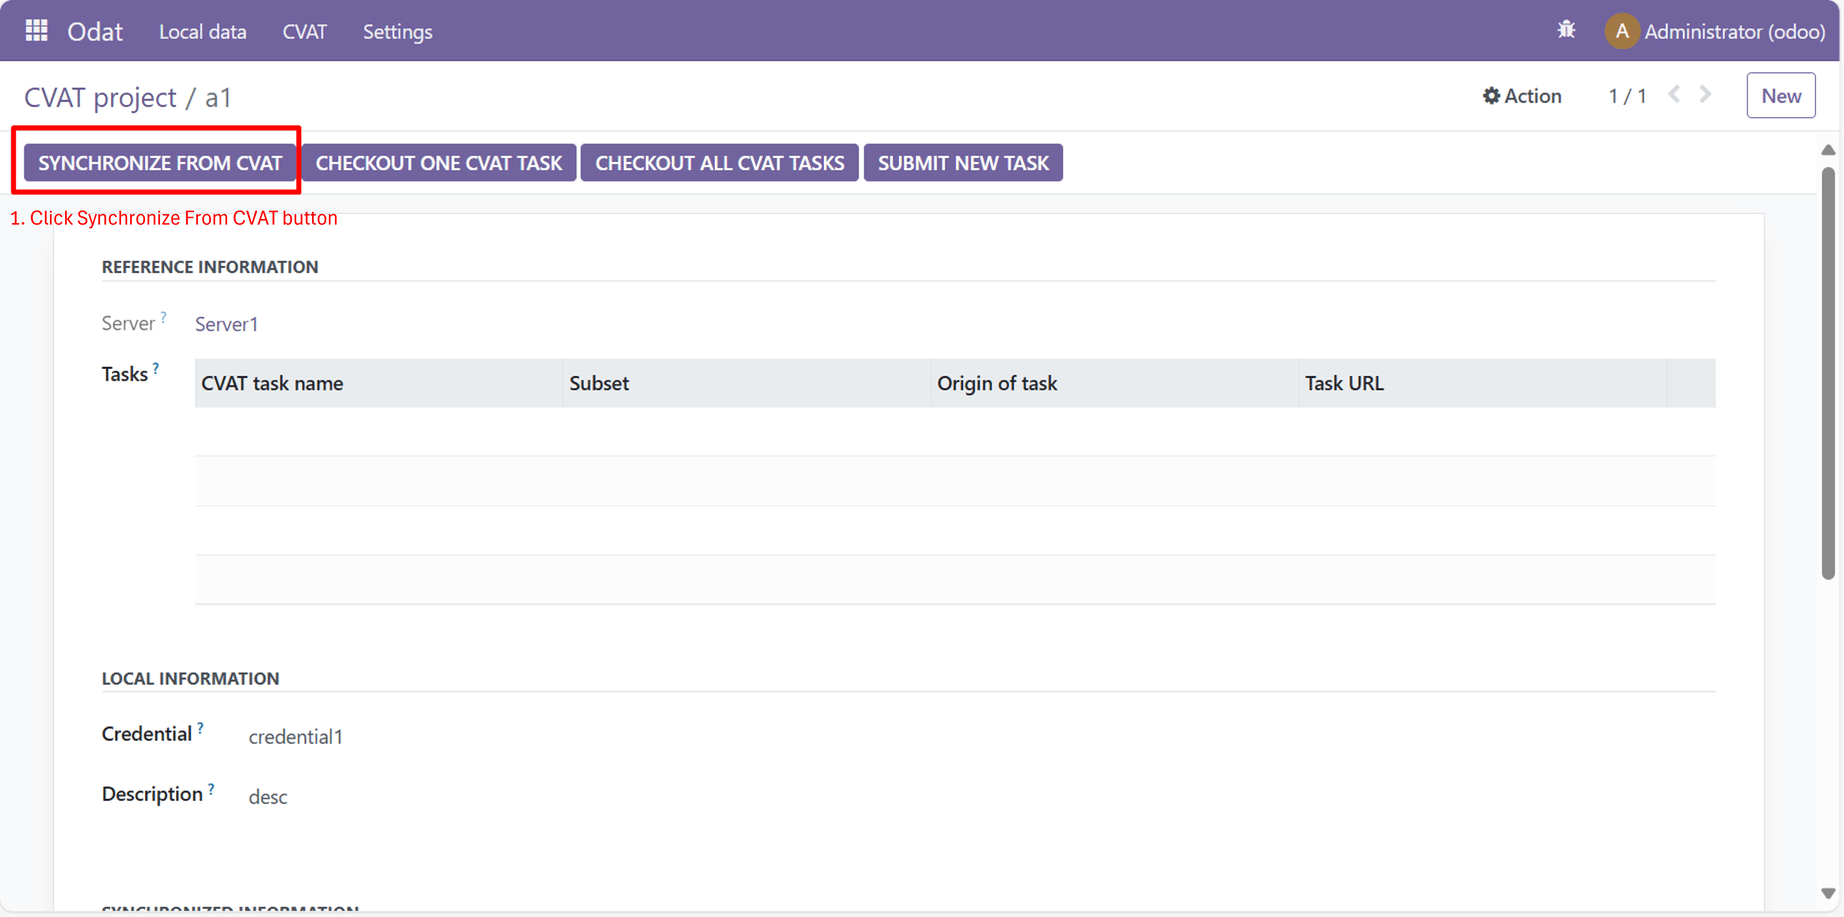 Odat Local data CVAT Settings A Administrator (odoo)
CVAT project / a1 Action 1 / 1 New
SYNCHRONIZE FROM CVAT CHECKOUT ONE CVAT TASK CHECKOUT ALL CVAT TASKS SUBMIT NEW TASK
1. Click Synchronize From CVAT button
REFERENCE INFORMATION
Server ? Server1
Tasks ? CVAT task name Subset Origin of task Task URL
LOCAL INFORMATION
Credential ? credential1
Description ? desc
SYNCHRONIZED INFORMATION